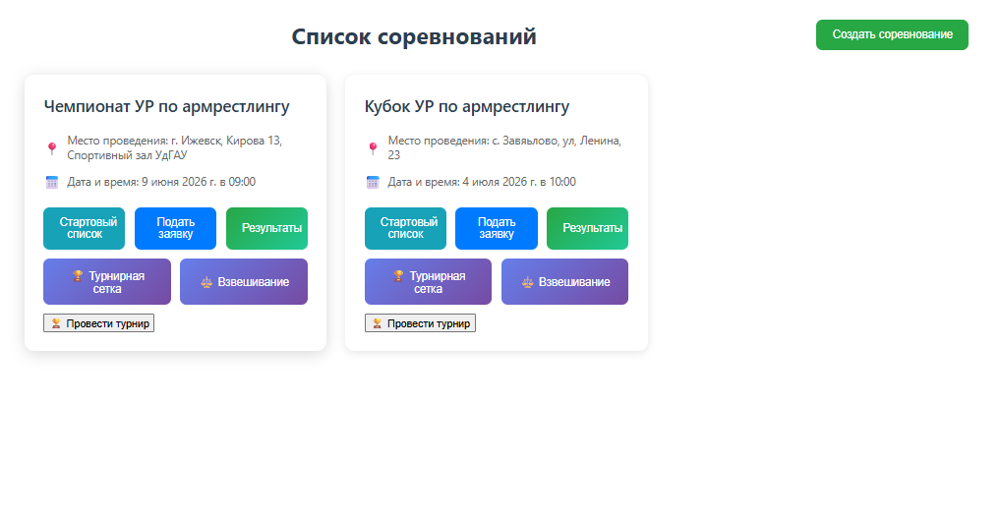 Список соревнований
Создать соревнование
Чемпионат УР по армрестлингу
Место проведения: г. Ижевск, Кирова 13,
Спортивный зал УдГАУ
Дата и время: 9 июня 2026 г. в 09:00
Стартовый
список
Подать
заявку
Результаты
Турнирная
сетка
Взвешивание
Провести турнир
Кубок УР по армрестлингу
Место проведения: с. Завяьлово, ул, Ленина,
23
Дата и время: 4 июля 2026 г. в 10:00
Стартовый
список
Подать
заявку
Результаты
Турнирная
сетка
Взвешивание
Провести турнир